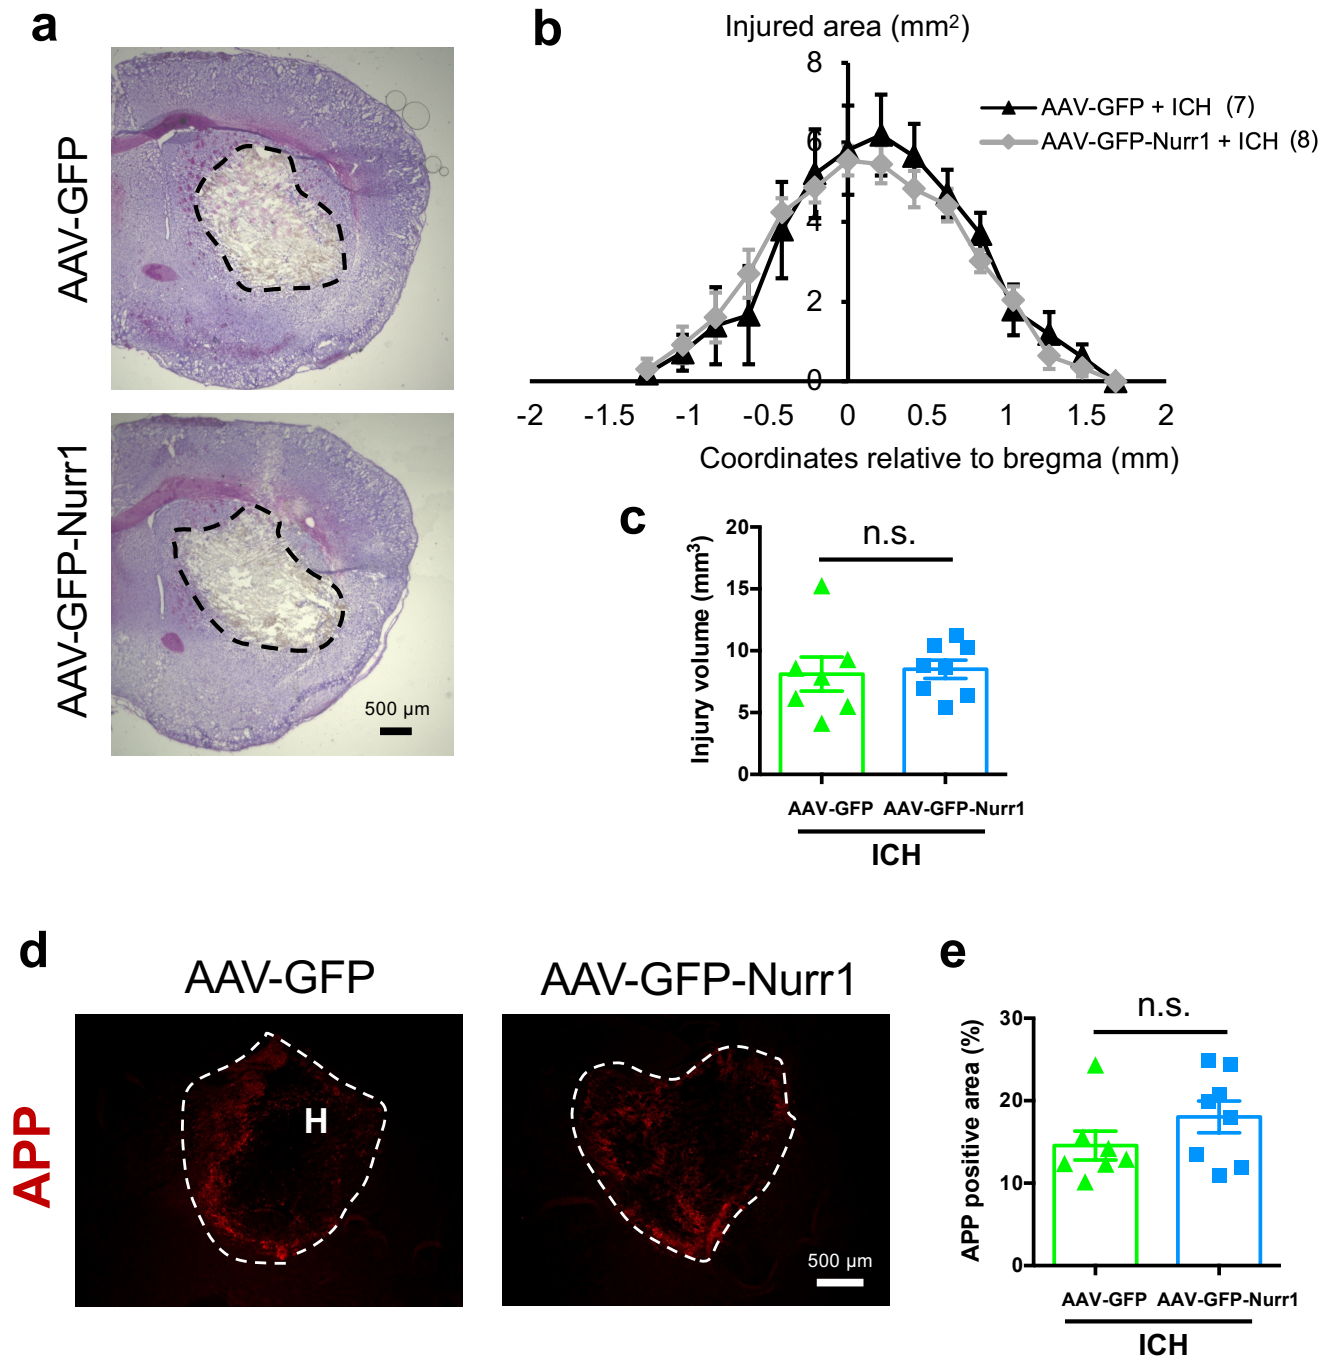 a
AAV-GFP
AAV-GFP-Nurr1
500 µm
b
Injured area (mm²)
8
6
4
2
0
-2 -1.5 -1 -0.5 0 0.5 1 1.5 2
Coordinates relative to bregma (mm)
AAV-GFP + ICH (7)
AAV-GFP-Nurr1 + ICH (8)
c
Injury volume (mm³)
20
15
10
5
0
n.s.
AAV-GFP AAV-GFP-Nurr1
ICH
d
AAV-GFP AAV-GFP-Nurr1
APP
H
500 µm
e
APP positive area (%)
30
20
10
0
n.s.
AAV-GFP AAV-GFP-Nurr1
ICH